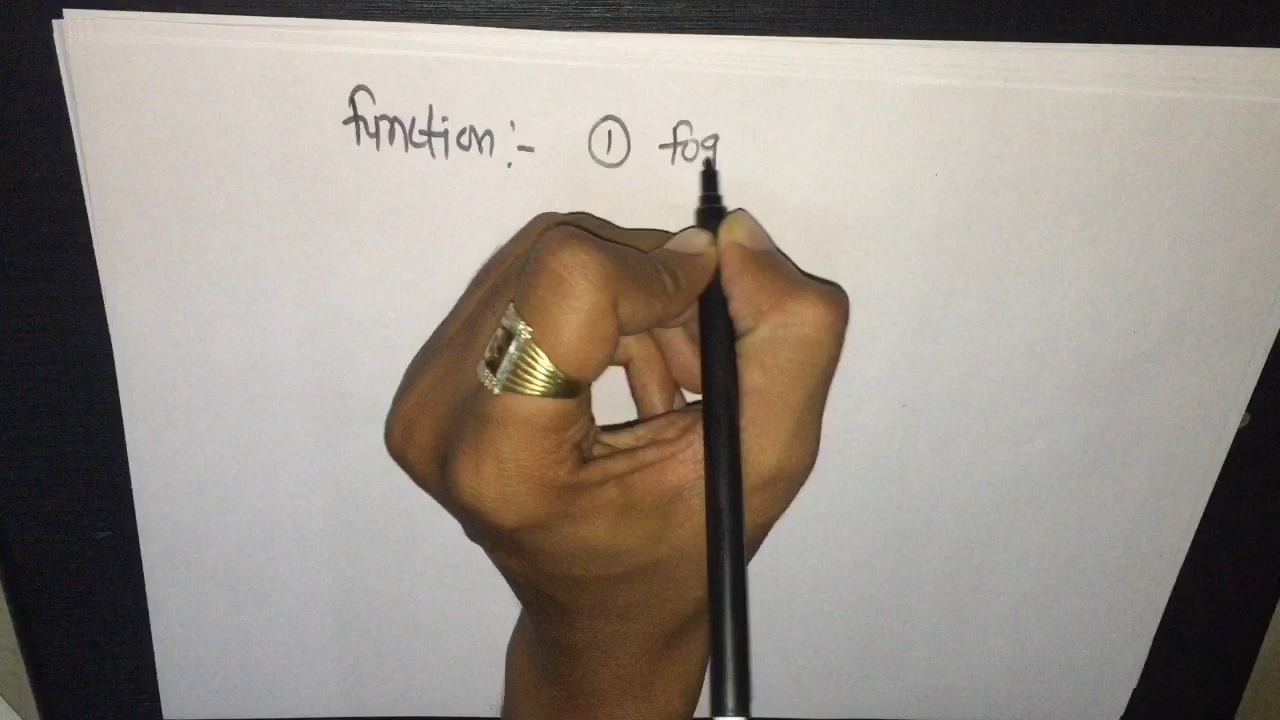 function :- ① fog